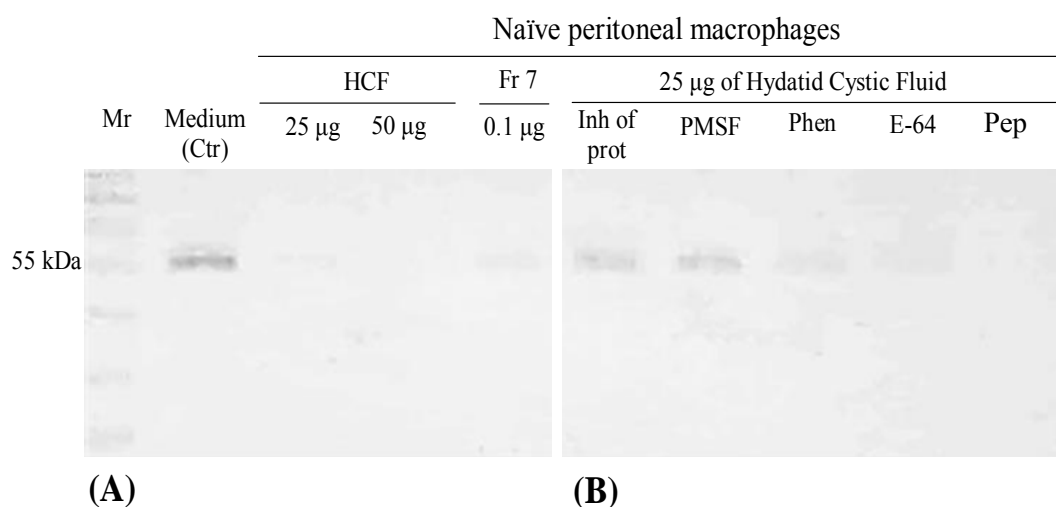 Naïve peritoneal macrophages
HCF
Fr 7
25 µg of Hydatid Cystic Fluid
Mr
Medium
(Ctr)
25 µg
50 µg
0.1 µg
Inh of
prot
PMSF
Phen
E-64
Pep
55 kDa
(A)
(B)